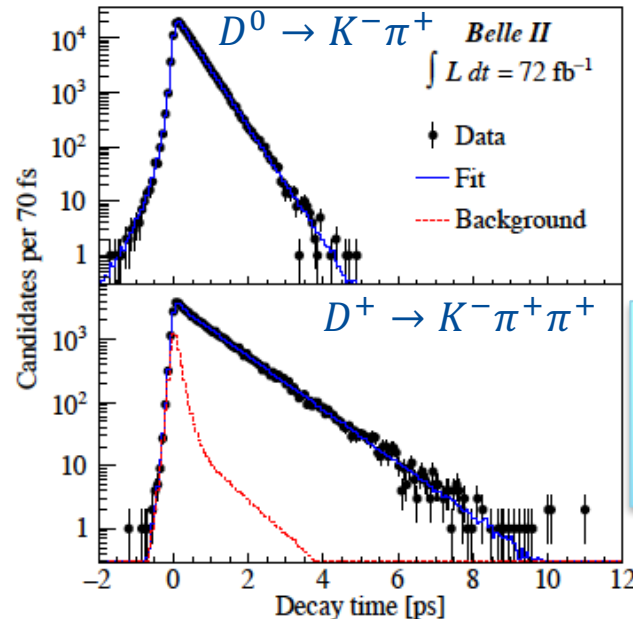 D⁰ → K⁻π⁺
Belle II
∫ L dt = 72 fb⁻¹
Data
Fit
Background
10⁴
10³
10²
10
1
D⁺ → K⁻π⁺π⁺
10³
10²
10
1
Candidates per 70 fs
−2 0 2 4 6 8 10 12
Decay time [ps]